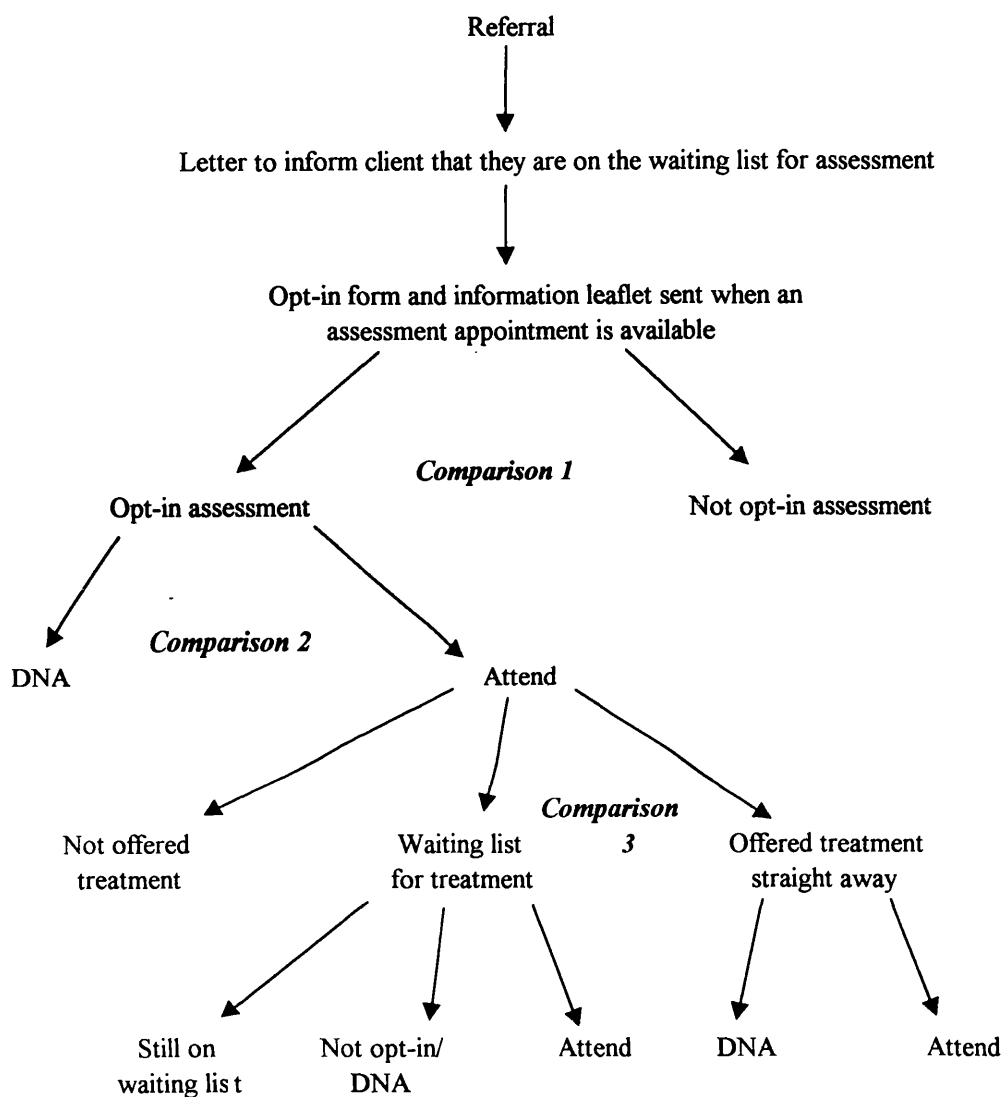 Referral
Letter to inform client that they are on the waiting list for assessment
Opt-in form and information leaflet sent when an
assessment appointment is available
Comparison 1
Opt-in assessment
Not opt-in assessment
Comparison 2
DNA
Attend
Comparison
3
Not offered
treatment
Waiting list
for treatment
Offered treatment
straight away
Still on
waiting list
Not opt-in/
DNA
Attend
DNA
Attend